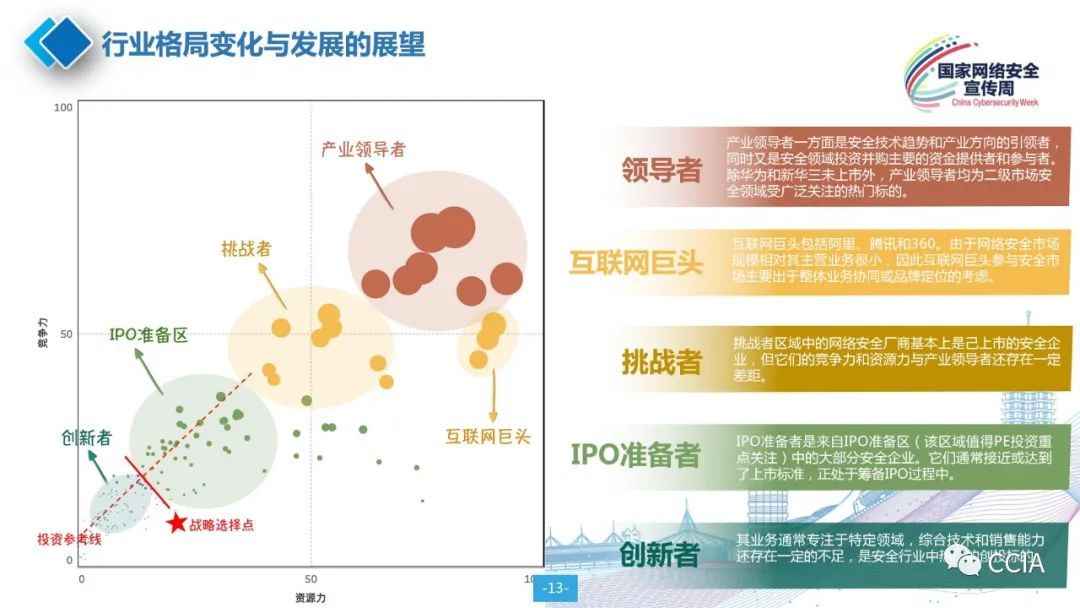 行业格局变化与发展的展望
国家网络安全
宣传周
China Cybersecurity Week
100
50
0
竞争力
0
50
资源力
产业领导者
挑战者
IPO准备区
创新者
互联网巨头
投资参考线
战略选择点
领导者
产业领导者一方面是安全技术趋势和产业方向的引领者，
同时又是安全领域投资并购主要的资金提供者和参与者。
除华为和新华三未上市外，产业领导者均为二级市场安
全领域受广泛关注的热门标的。
互联网巨头
互联网巨头包括阿里、腾讯和360。由于网络安全市场
规模相对其主营业务很小，因此互联网巨头参与安全市
场主要出于整体业务协同或品牌定位的考虑。
挑战者
挑战者区域中的网络安全厂商基本上是己上市的安全企
业，但它们的竞争力和资源力与产业领导者还存在一定
差距。
IPO准备者
IPO准备者是来自IPO准备区（该区域值得PE投资重
点关注）中的大部分安全企业。它们通常接近或达到
了上市标准，正处于筹备IPO过程中。
创新者
其业务通常专注于特定领域，综合技术和销售能力
还存在一定的不足，是安全行业中热的创投标的
CCIA
-13-